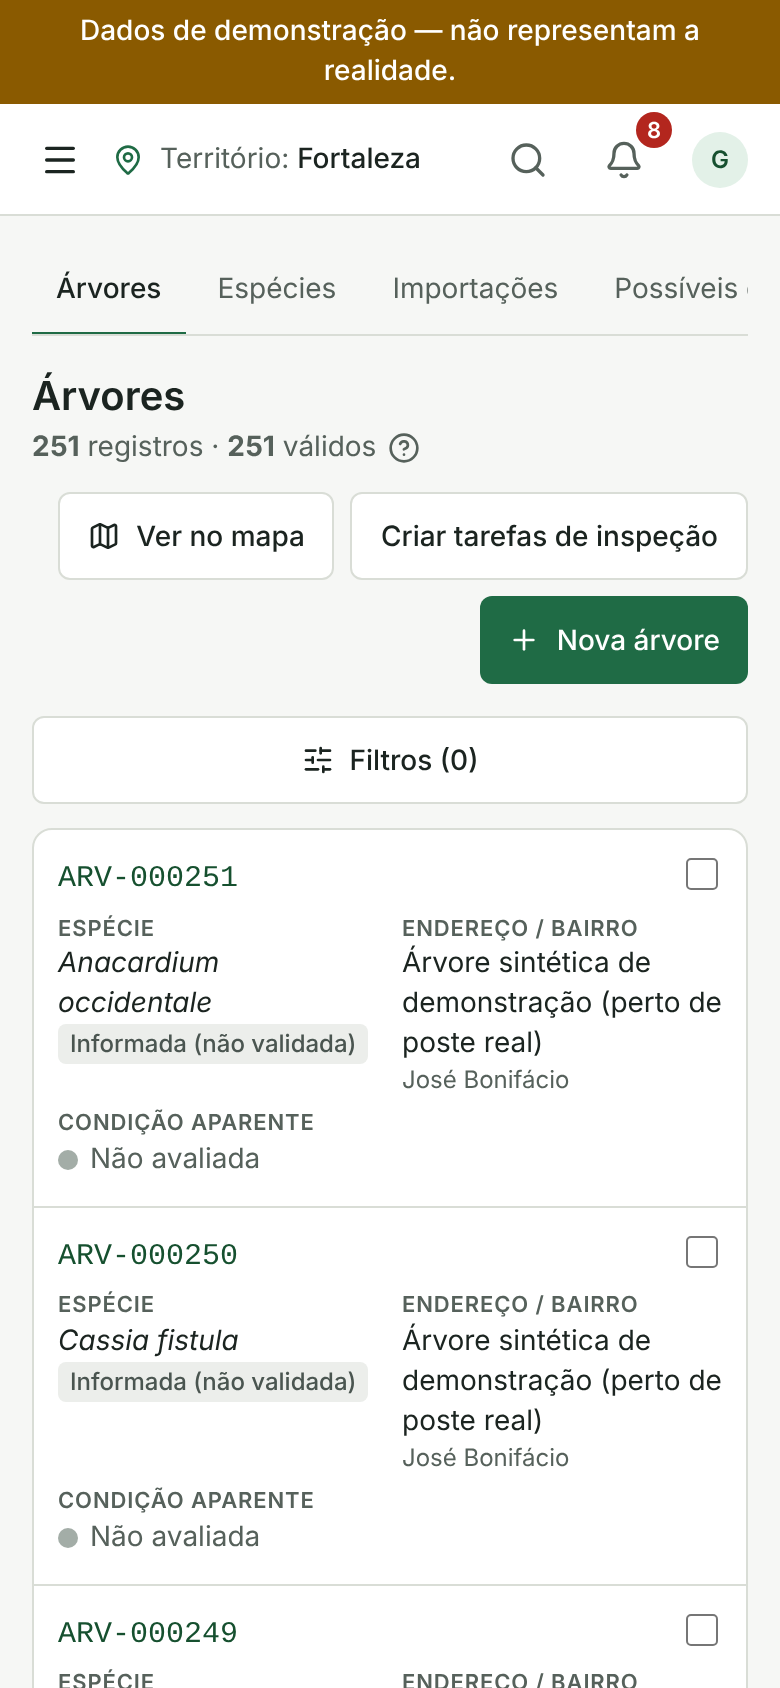 Dados de demonstração — não representam a
realidade.
Território: Fortaleza
8
G
Árvores
Espécies
Importações
Possíveis
Árvores
251 registros · 251 válidos
Ver no mapa
Criar tarefas de inspeção
+ Nova árvore
Filtros (0)
ARV-000251
ESPÉCIE
Anacardium
occidentale
Informada (não validada)
ENDEREÇO / BAIRRO
Árvore sintética de
demonstração (perto de
poste real)
José Bonifácio
CONDIÇÃO APARENTE
Não avaliada
ARV-000250
ESPÉCIE
Cassia fistula
Informada (não validada)
ENDEREÇO / BAIRRO
Árvore sintética de
demonstração (perto de
poste real)
José Bonifácio
CONDIÇÃO APARENTE
Não avaliada
ARV-000249
ESPÉCIE
ENDEREÇO / BAIRRO